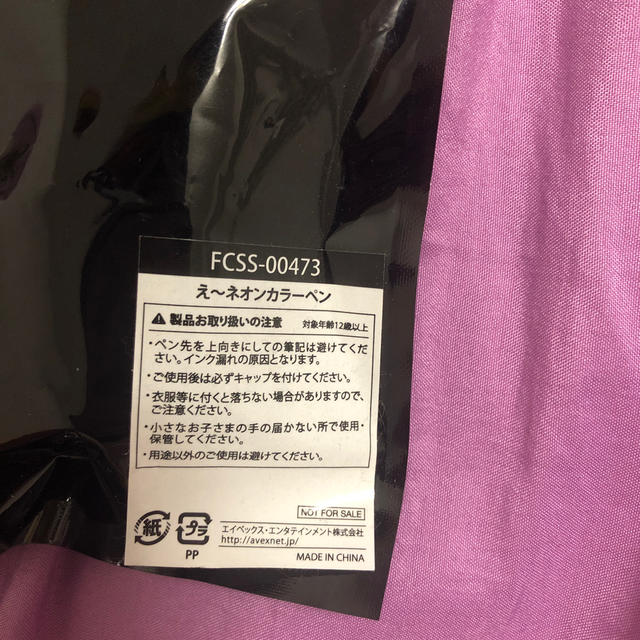 FCSS-00473
え〜ネオンカラーペン
⚠ 製品お取り扱いの注意 対象年齢12歳以上
・ペン先を上向きにしての筆記は避けてくだ
さい。インク漏れの原因となります。
・ご使用後は必ずキャップを付けてください。
・衣服等に付くと落ちない場合がありますので、
ご注意ください。
・小さなお子さまの手の届かない所で使用・
保管してください。
・用途以外のご使用は避けてください。
NOT FOR SALE
紙
プラ
PP
エイベックス・エンタテインメント株式会社
http://avexnet.jp/
MADE IN CHINA